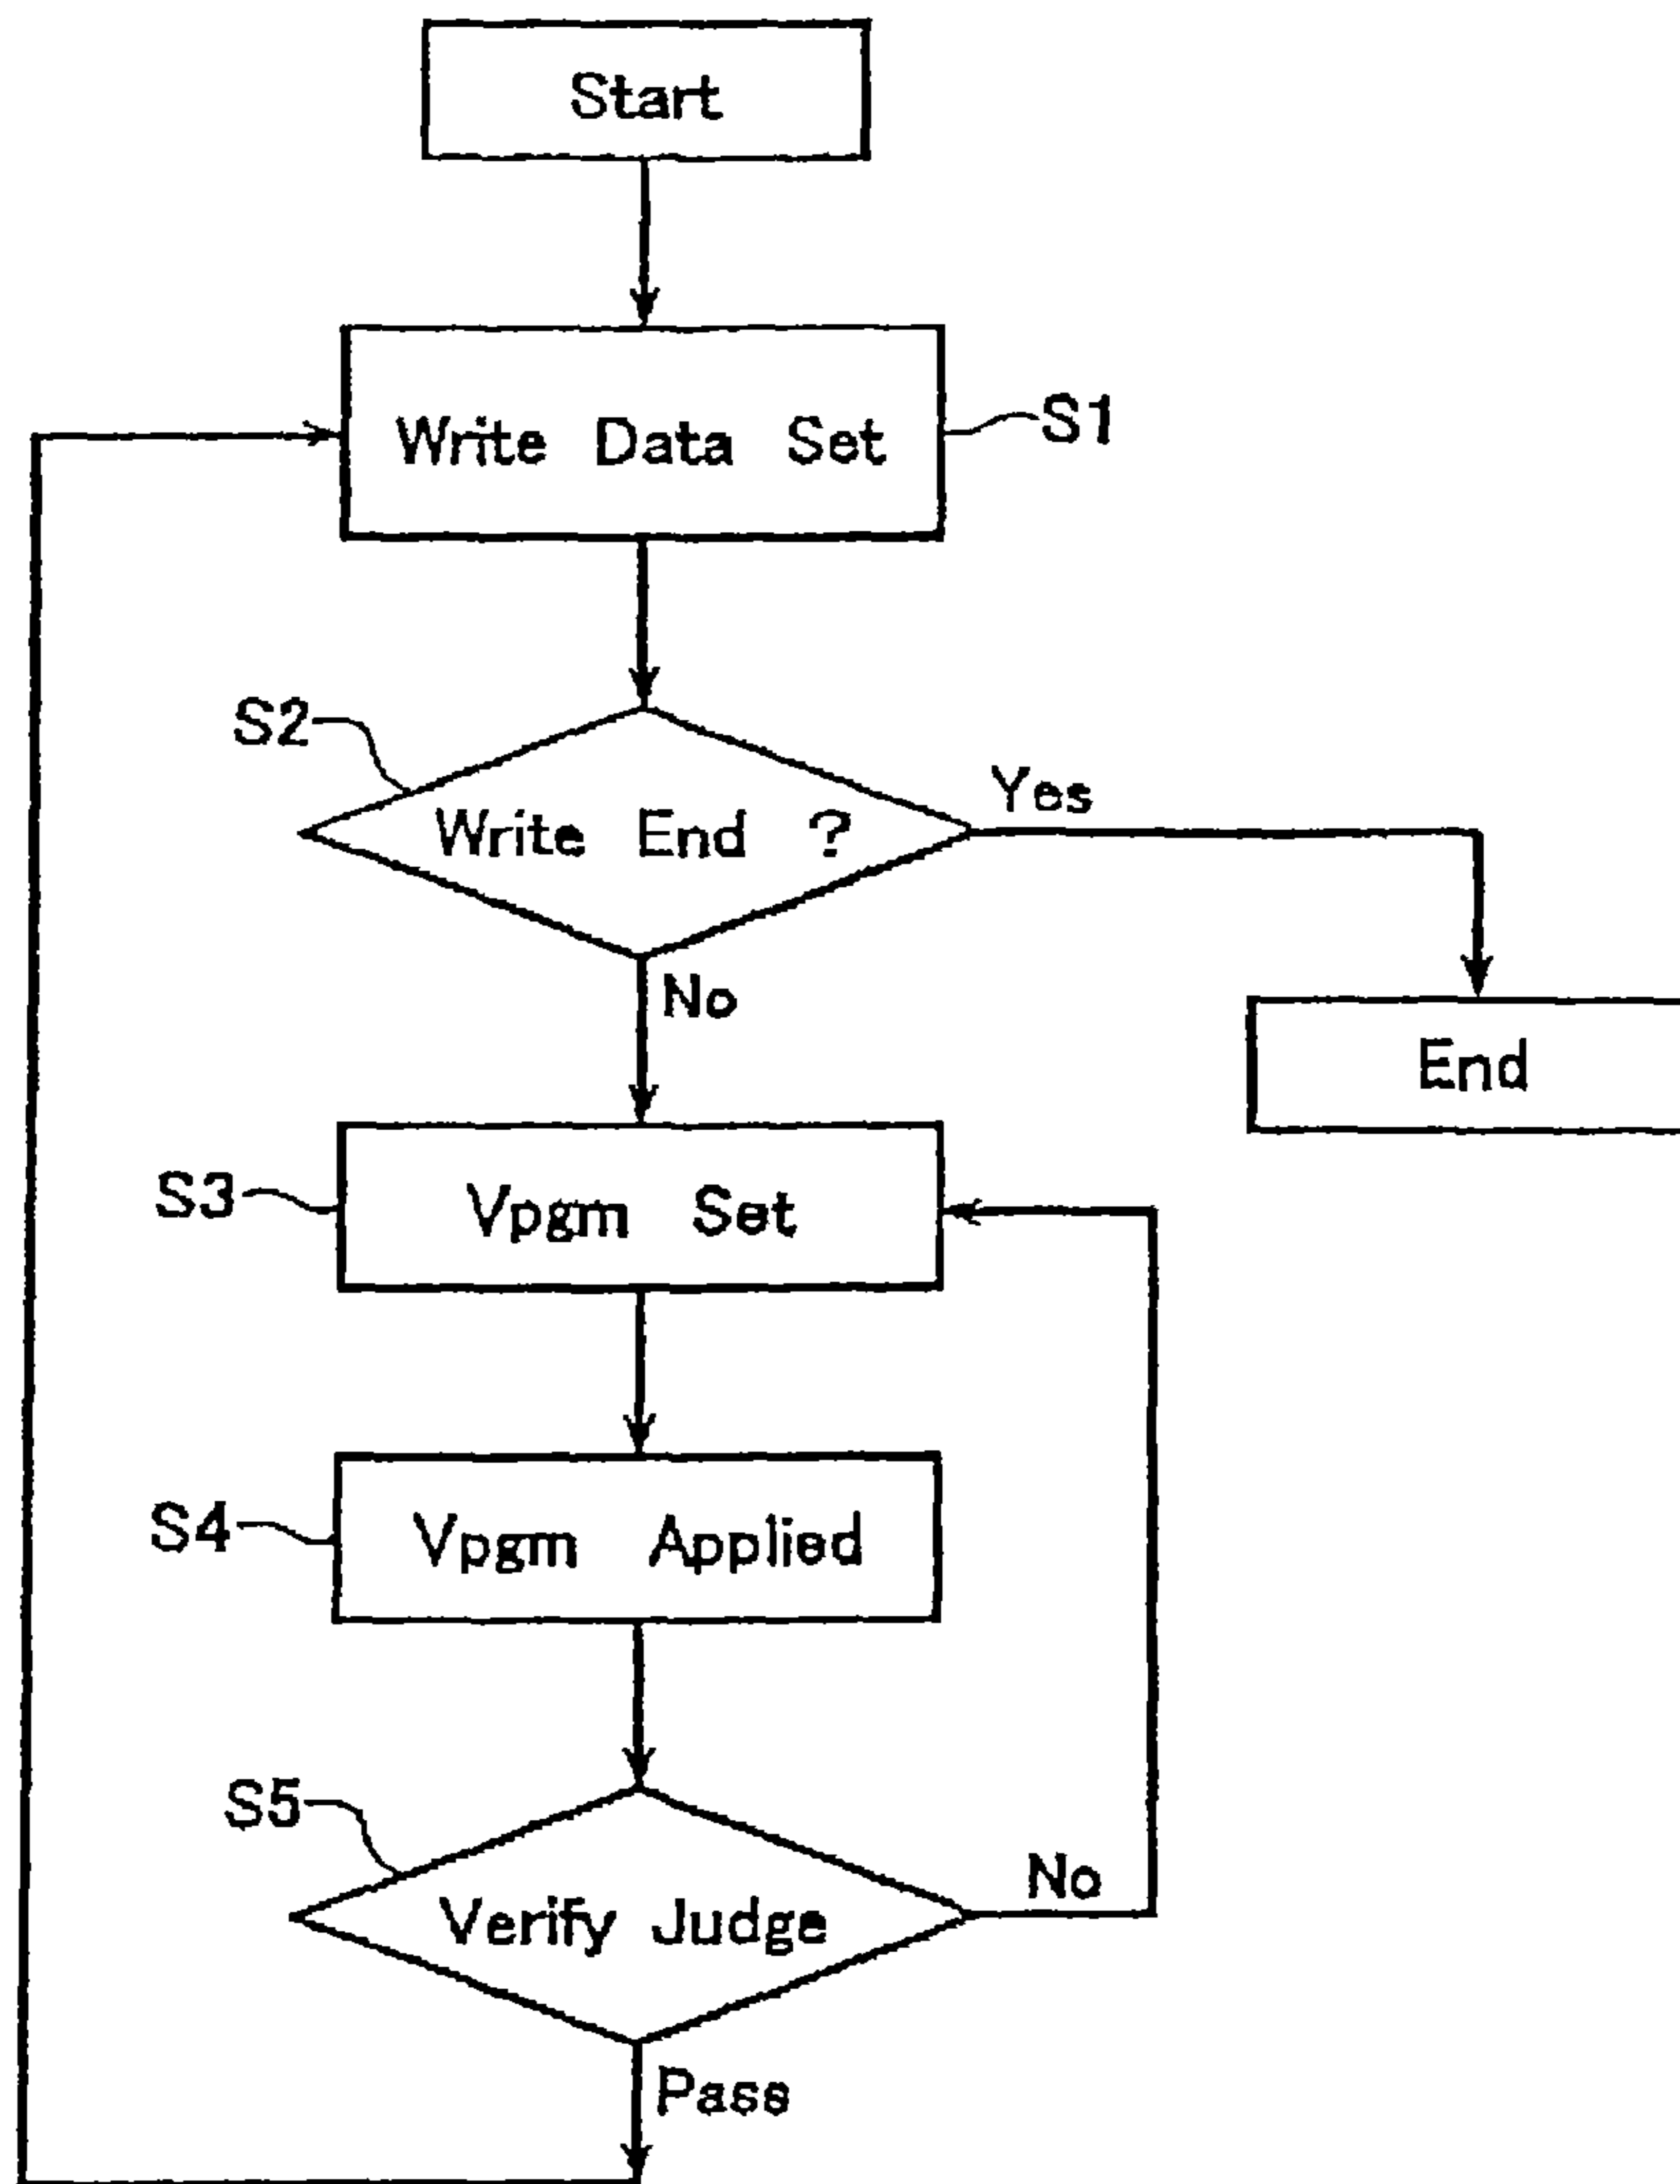 Start
Write Data Set
S1
S2
Write End ?
Yes
No
End
S3
Vpgm Set
S4
Vpgm Applied
S5
Verify Judge
No
Pass